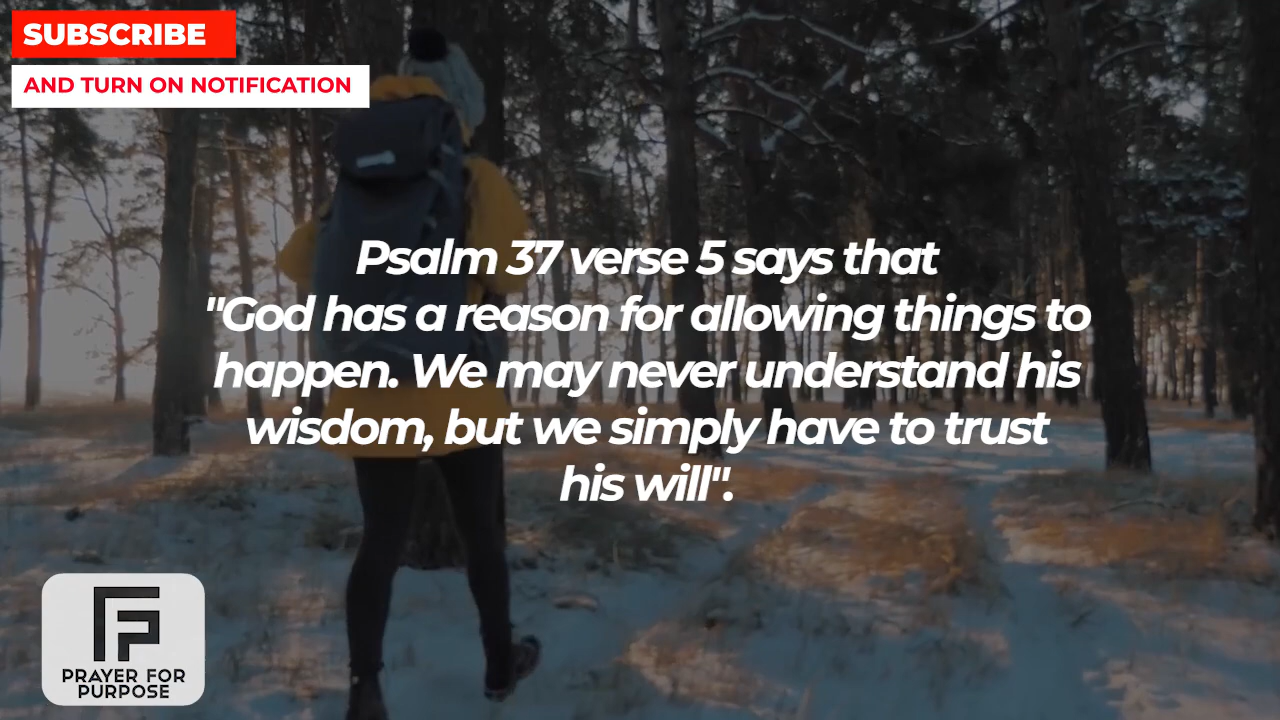 SUBSCRIBE
AND TURN ON NOTIFICATION
Psalm 37 verse 5 says that
"God has a reason for allowing things to
happen. We may never understand his
wisdom, but we simply have to trust
his will".
PRAYER FOR
PURPOSE